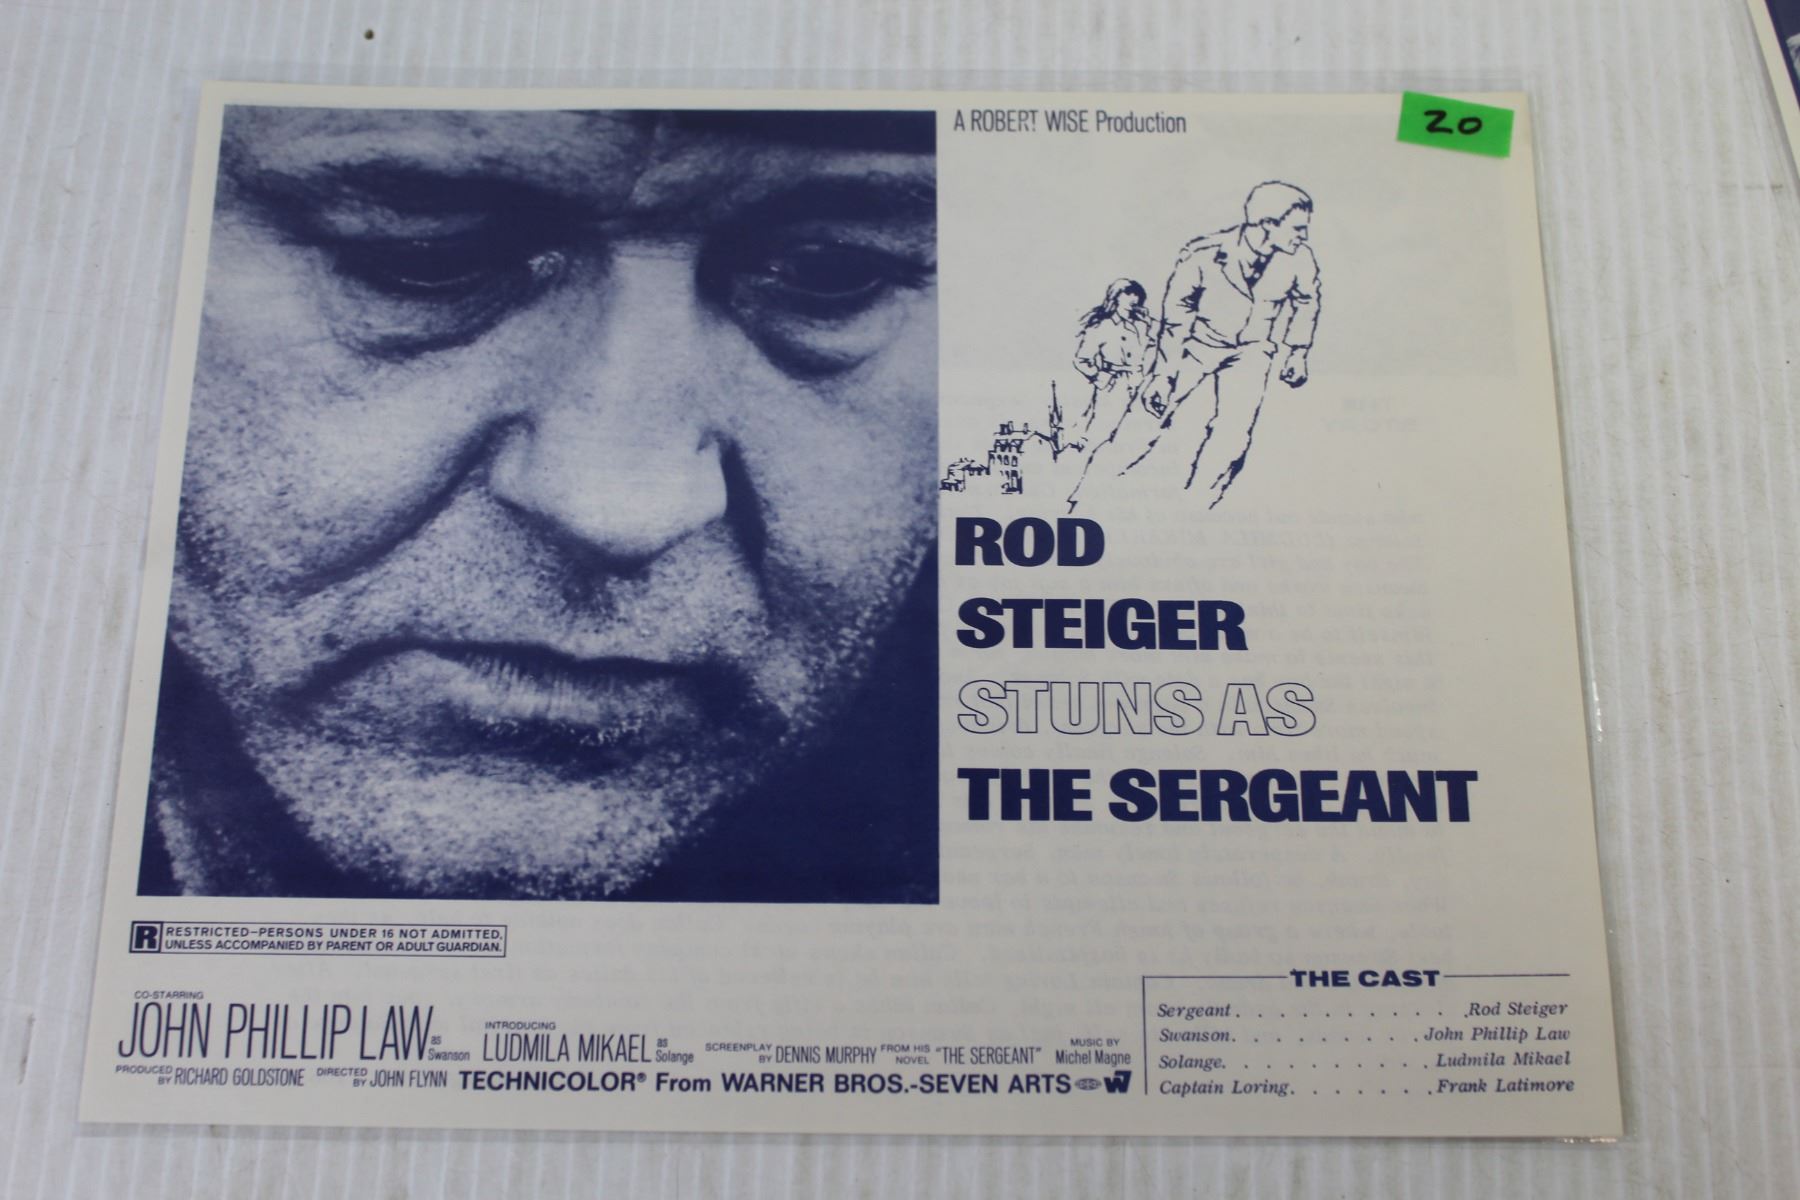 A ROBERT WISE Production
20
ROD
STEIGER
STUNS AS
THE SERGEANT
R RESTRICTED—PERSONS UNDER 16 NOT ADMITTED,
UNLESS ACCOMPANIED BY PARENT OR ADULT GUARDIAN.
CO-STARRING
JOHN PHILLIP LAW as Swanson
INTRODUCING
LUDMILA MIKAEL as Solange
SCREENPLAY BY DENNIS MURPHY FROM HIS NOVEL "THE SERGEANT"
MUSIC BY
Michel Magne
PRODUCED BY RICHARD GOLDSTONE DIRECTED BY JOHN FLYNN TECHNICOLOR® From WARNER BROS.-SEVEN ARTS W7
THE CAST
Sergeant . . . . . . . . . . . Rod Steiger
Swanson. . . . . . . . . . John Phillip Law
Solange. . . . . . . . . . Ludmila Mikael
Captain Loring. . . . . . Frank Latimore